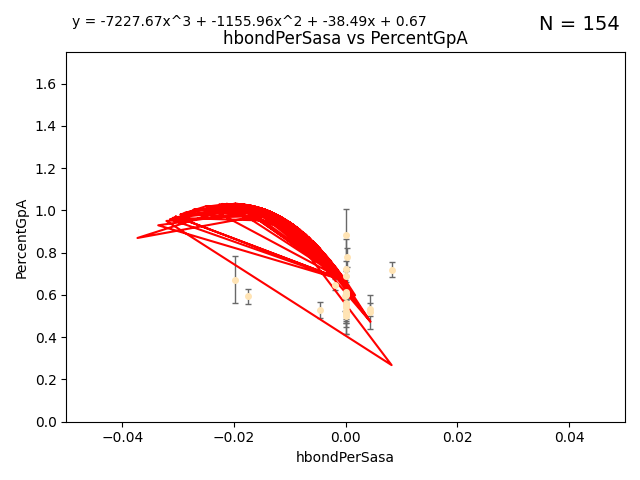 y = -7227.67x^3 + -1155.96x^2 + -38.49x + 0.67
N = 154
hbondPerSasa vs PercentGpA
1.6
1.4
1.2
1.0
0.8
0.6
0.4
0.2
0.0
PercentGpA
−0.04 −0.02 0.00 0.02 0.04
hbondPerSasa